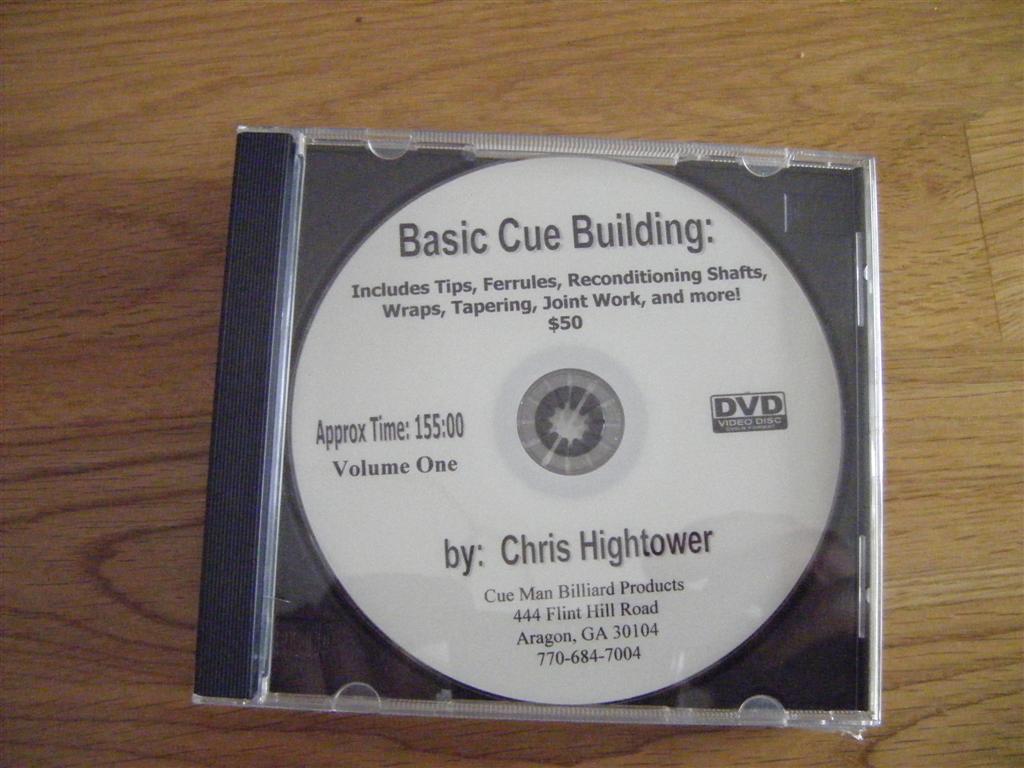 Basic Cue Building:
Includes Tips, Ferrules, Reconditioning Shafts,
Wraps, Tapering, Joint Work, and more!
$50
Approx Time: 155:00
Volume One
DVD
VIDEO DISC
by: Chris Hightower
Cue Man Billiard Products
444 Flint Hill Road
Aragon, GA 30104
770-684-7004